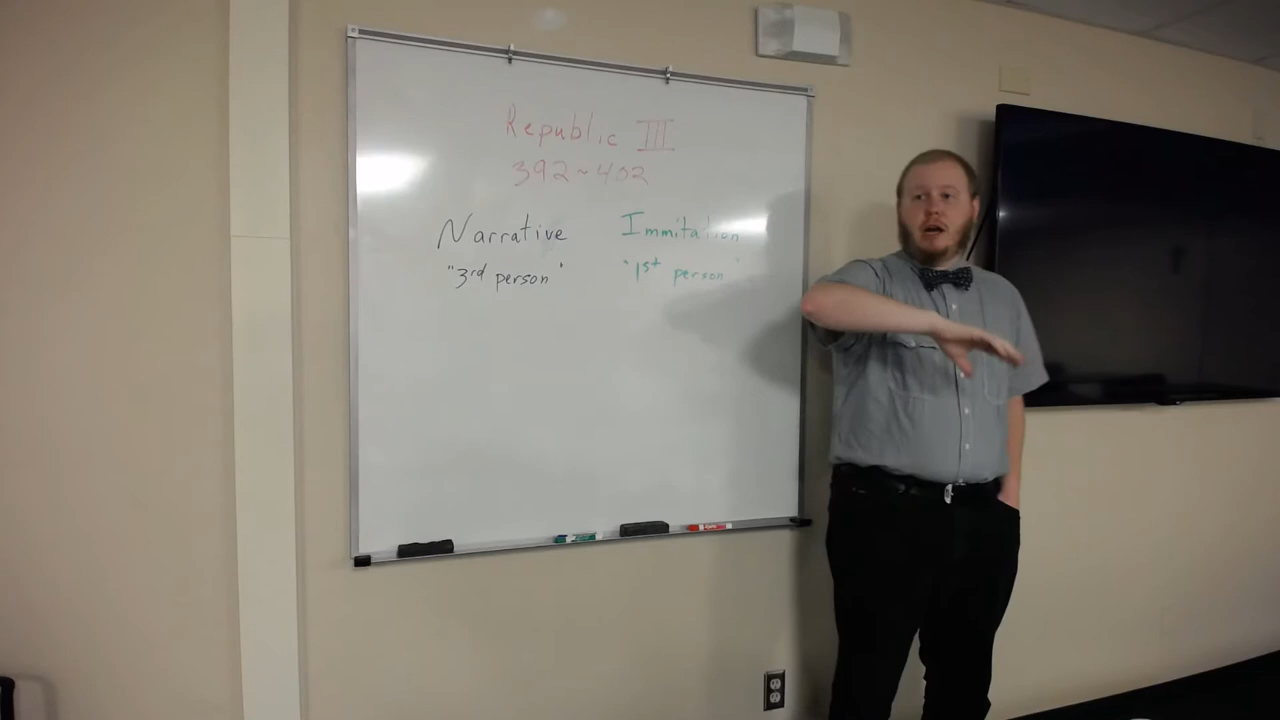 Republic III
392~402
Narrative Immitation
"3rd person" "1st person"